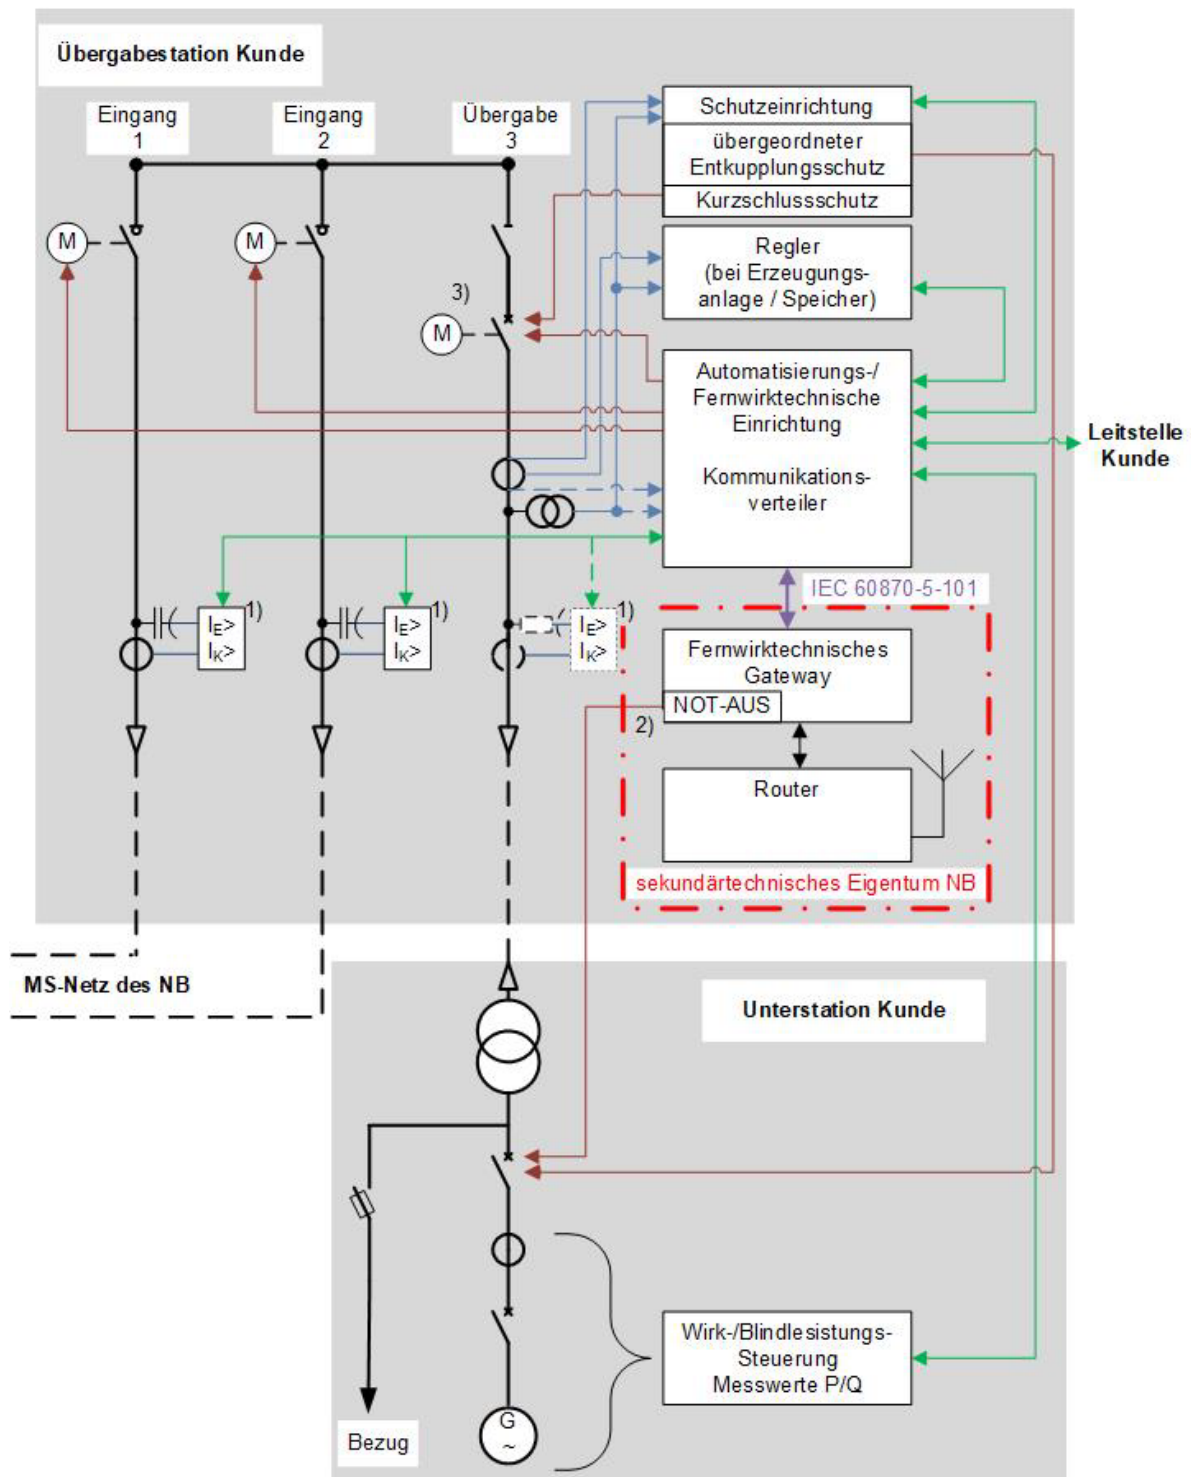 Übergabestation Kunde
Eingang
1
Eingang
2
Übergabe
3
Schutzeinrichtung
übergeordneter
Entkupplungsschutz
Kurzschlussschutz
M
M
Regler
(bei Erzeugungs-
anlage / Speicher)
3)
M
Automatisierungs-/
Fernwirktechnische
Einrichtung
Kommunikations-
verteiler
Leitstelle
Kunde
IEC 60870-5-101
IE>
IK>
1)
IE>
IK>
1)
IE>
IK>
1)
Fernwirktechnisches
Gateway
NOT-AUS
2)
Router
sekundärtechnisches Eigentum NB
MS-Netz des NB
Unterstation Kunde
Wirk-/Blindlesistungs-
Steuerung
Messwerte P/Q
G
~
Bezug